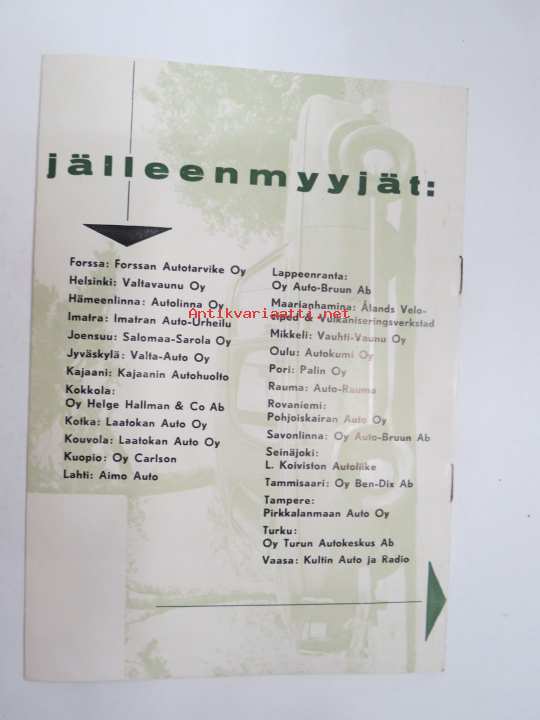 jälleenmyyjät:
Forssa: Forssan Autotarvike Oy
Helsinki: Valtavaunu Oy
Hämeenlinna: Autolinna Oy
Imatra: Imatran Auto-Urheilu
Joensuu: Salomaa-Sarola Oy
Jyväskylä: Valta-Auto Oy
Kajaani: Kajaanin Autohuolto
Kokkola:
Oy Helge Hallman & Co Ab
Kotka: Laatokan Auto Oy
Kouvola: Laatokan Auto Oy
Kuopio: Oy Carlson
Lahti: Aimo Auto
Lappeenranta:
Oy Auto-Bruun Ab
Maarianhamina: Ålands Velo-
ciped & Vulkaniseringsverkstad
Mikkeli: Vauhti-Vaunu Oy
Oulu: Autokumi Oy
Pori: Palin Oy
Rauma: Auto-Rauma
Rovaniemi:
Pohjoiskairan Auto Oy
Savonlinna: Oy Auto-Bruun Ab
Seinäjoki:
L. Koiviston Autoliike
Tammisaari: Oy Ben-Dix Ab
Tampere:
Pirkkalanmaan Auto Oy
Turku:
Oy Turun Autokeskus Ab
Vaasa: Kultin Auto ja Radio
Antikvariaatti.net